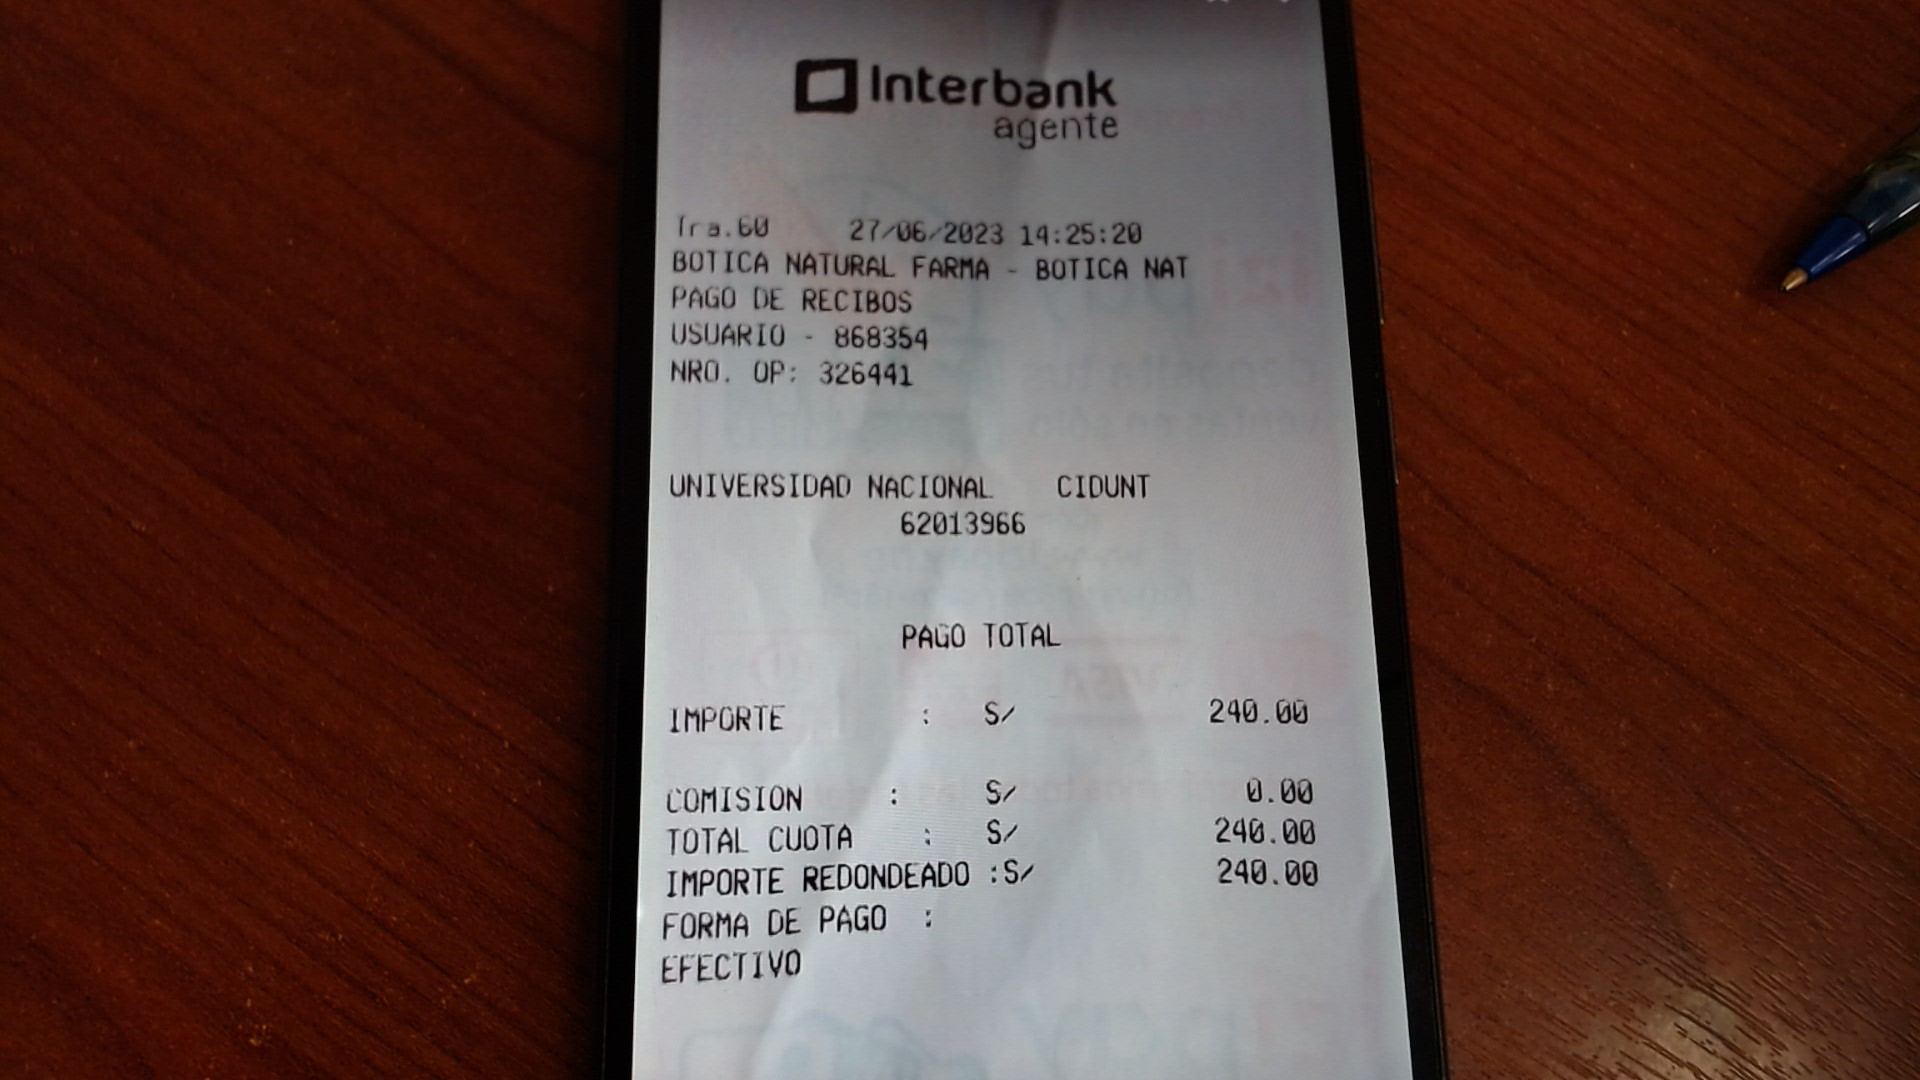 Interbank
agente
Tra.60 27/06/2023 14:25:20
BOTICA NATURAL FARMA - BOTICA NAT
PAGO DE RECIBOS
USUARIO - 868354
NRO. OP: 326441
UNIVERSIDAD NACIONAL CIDUNT
62013966
PAGO TOTAL
IMPORTE : S/ 240.00
COMISION : S/ 0.00
TOTAL CUOTA : S/ 240.00
IMPORTE REDONDEADO :S/ 240.00
FORMA DE PAGO :
EFECTIVO